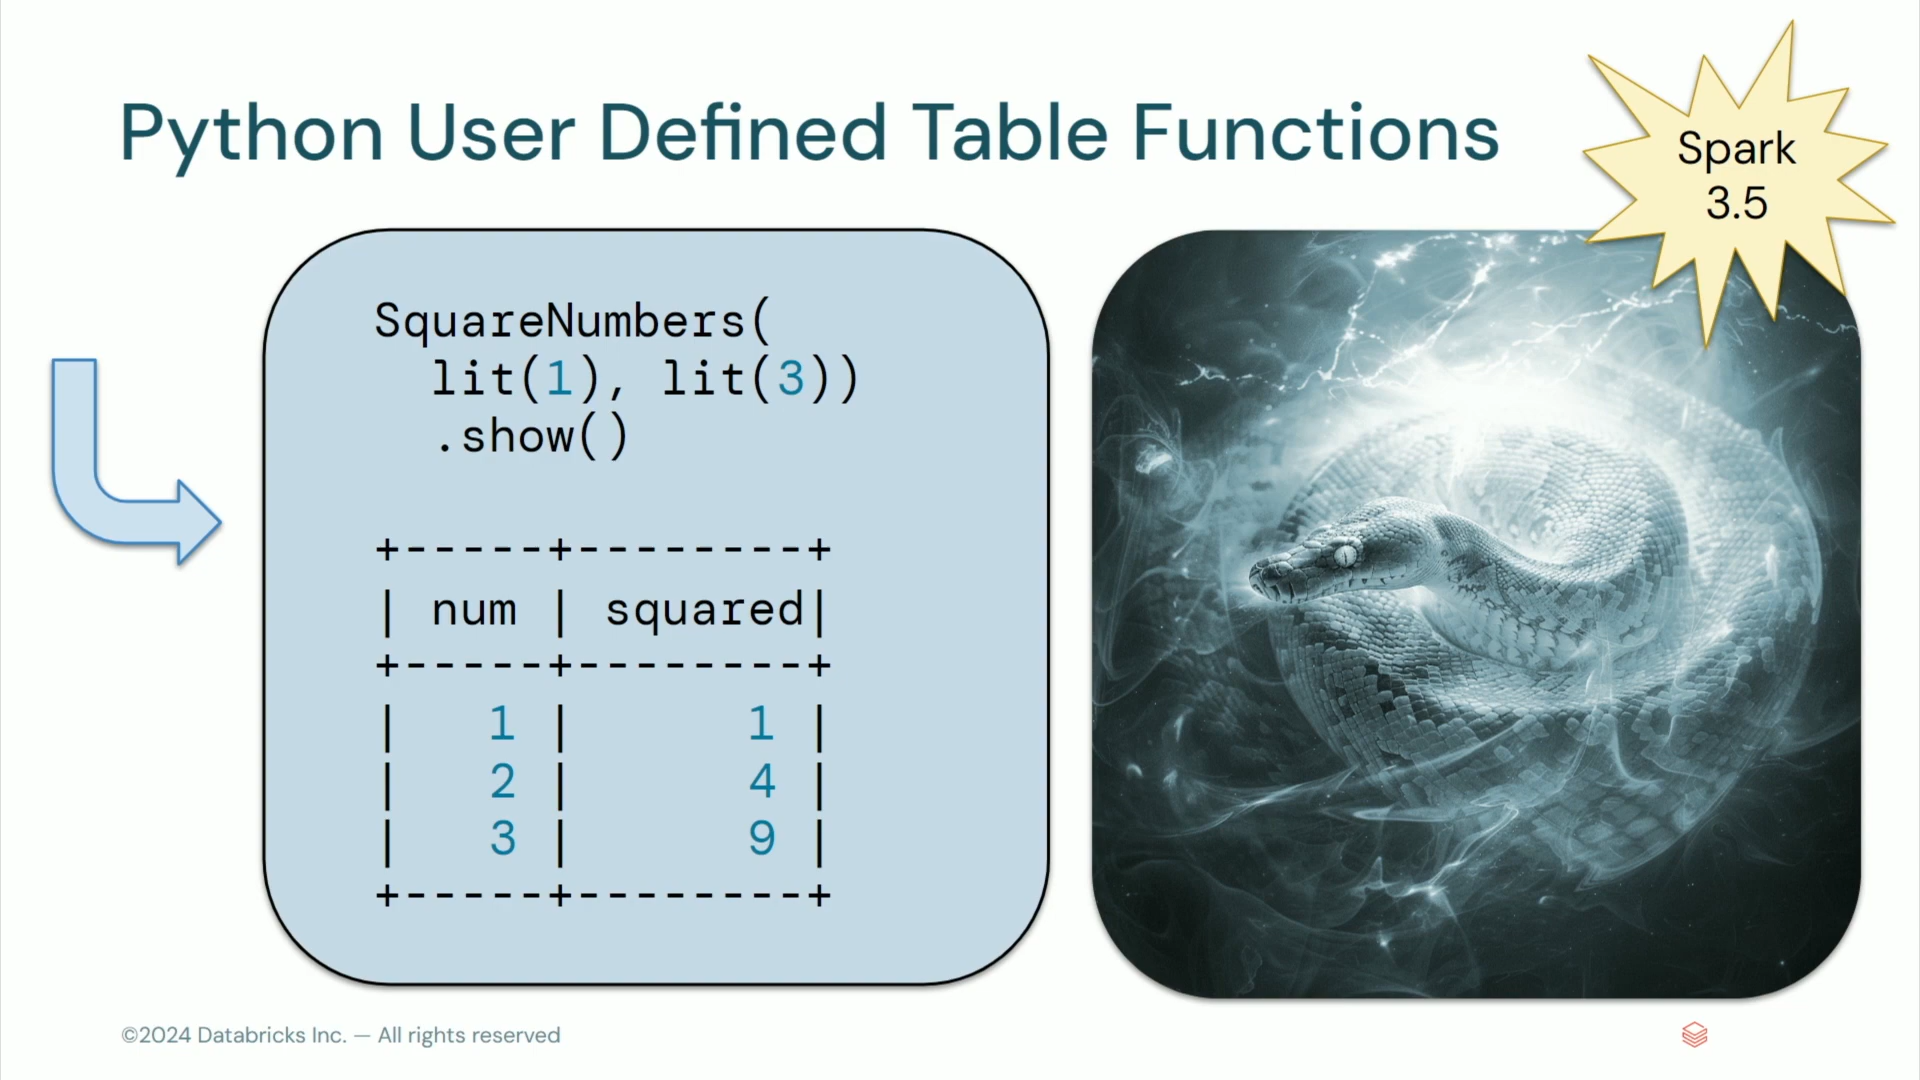 Python User Defined Table Functions
Spark
3.5
SquareNumbers(
  lit(1), lit(3))
  .show()
+-----+--------+
| num | squared|
+-----+--------+
|   1 |      1 |
|   2 |      4 |
|   3 |      9 |
+-----+--------+
©2024 Databricks Inc. — All rights reserved